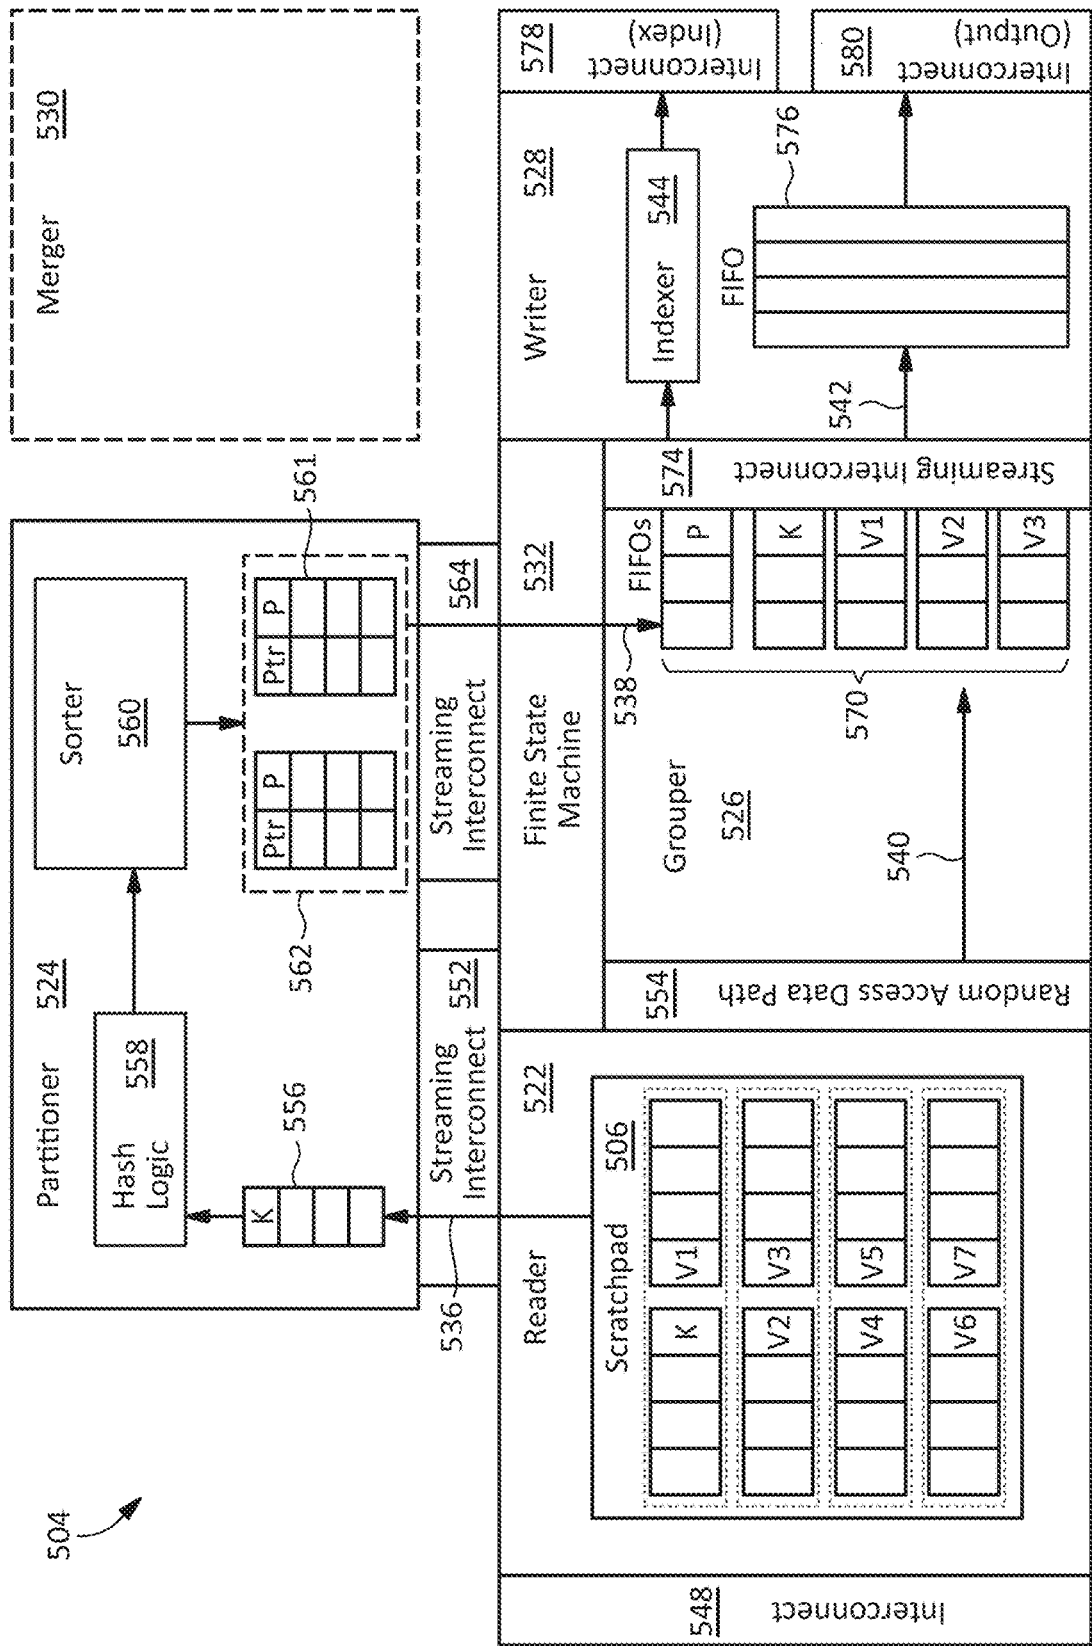 504
Partitioner 524
Hash
Logic
558
Sorter
560
K
556
Ptr P
Ptr P
562
561
Merger 530
536
Streaming
Interconnect
552
Streaming
Interconnect
564
Interconnect 548
Reader 522
Scratchpad 506
K
V1
V2
V3
V4
V5
V6
V7
Finite State
Machine
532
Random Access Data Path 554
Grouper
526
538
540
570
FIFOs
P
K
V1
V2
V3
Streaming Interconnect 574
Writer 528
Indexer 544
542
FIFO
576
Interconnect
(Index)
578
Interconnect
(Output)
580